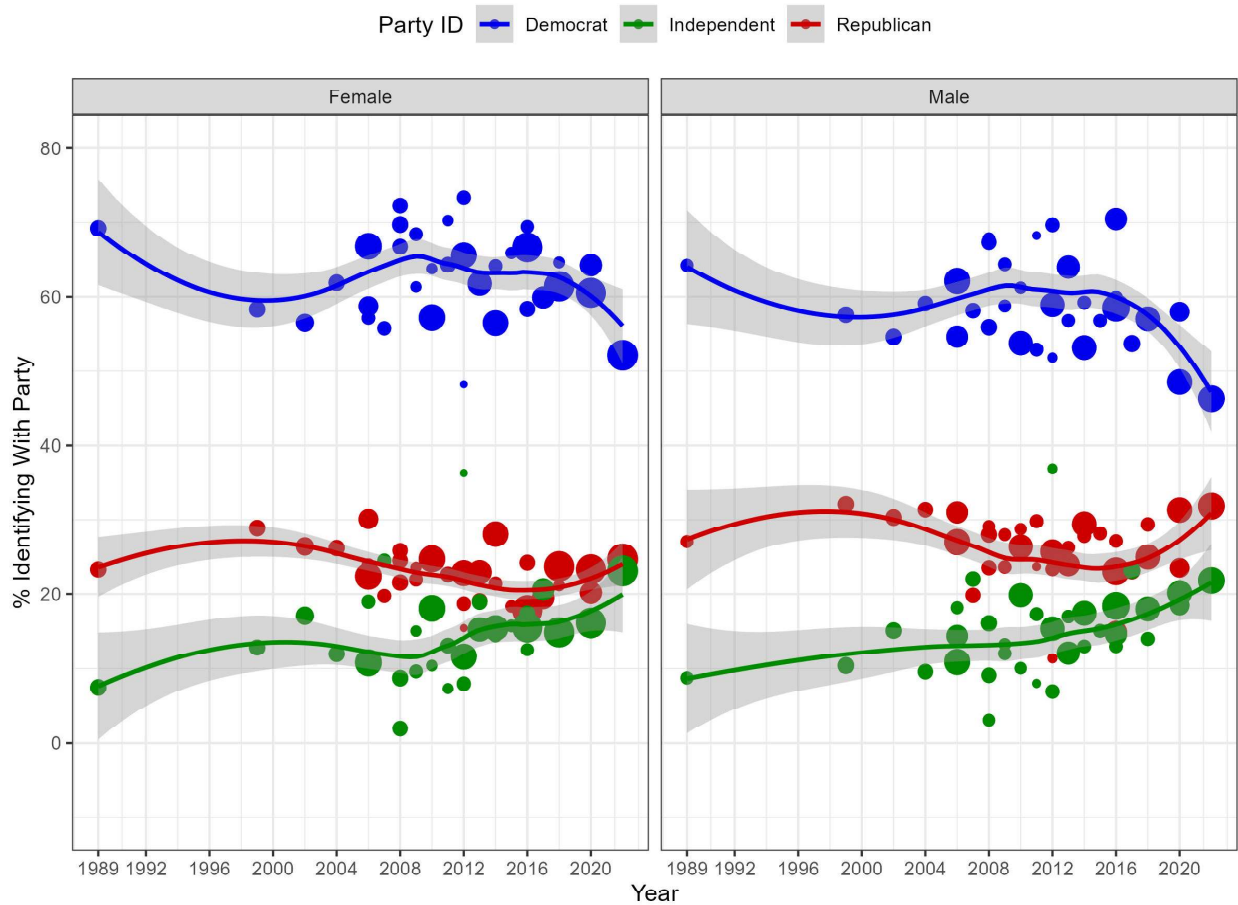 Party ID Democrat Independent Republican
Female Male
% Identifying With Party
80
60
40
20
0
1989 1992 1996 2000 2004 2008 2012 2016 2020 1989 1992 1996 2000 2004 2008 2012 2016 2020
Year